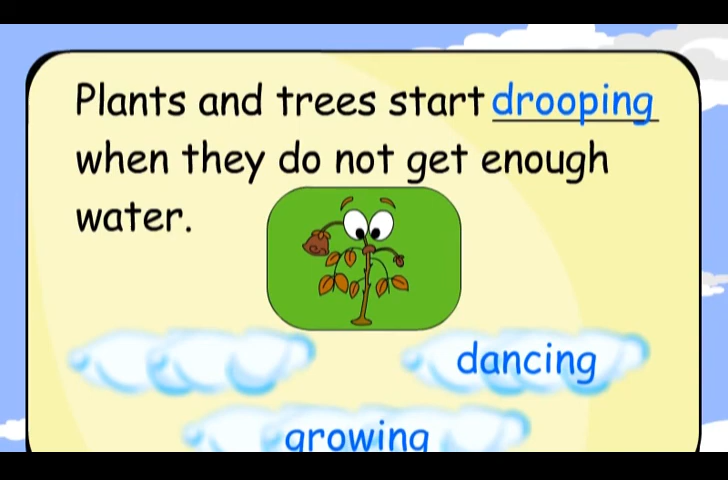 Plants and trees start drooping
when they do not get enough
water.
dancing
growing